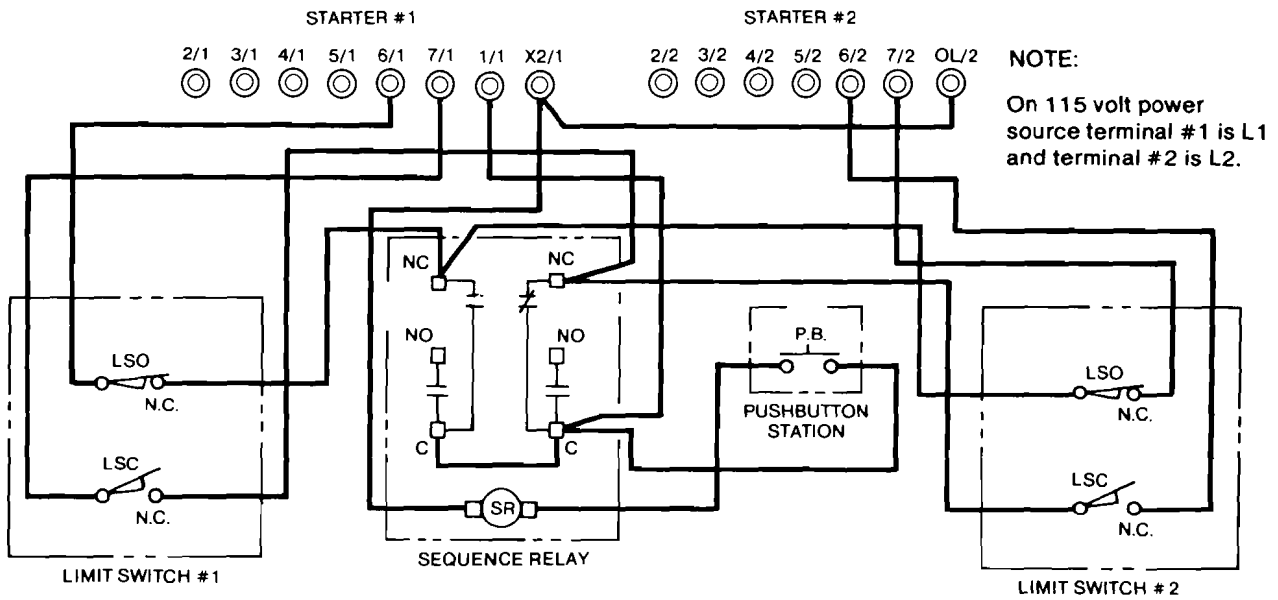 STARTER #1
STARTER #2
2/1 3/1 4/1 5/1 6/1 7/1 1/1 X2/1
2/2 3/2 4/2 5/2 6/2 7/2 OL/2
NOTE:
On 115 volt power
source terminal #1 is L1
and terminal #2 is L2.
NC
NC
NO
NO
C
C
SR
SEQUENCE RELAY
LSO
N.C.
LSC
N.C.
LIMIT SWITCH #1
P.B.
PUSHBUTTON
STATION
LSO
N.C.
LSC
N.C.
LIMIT SWITCH #2